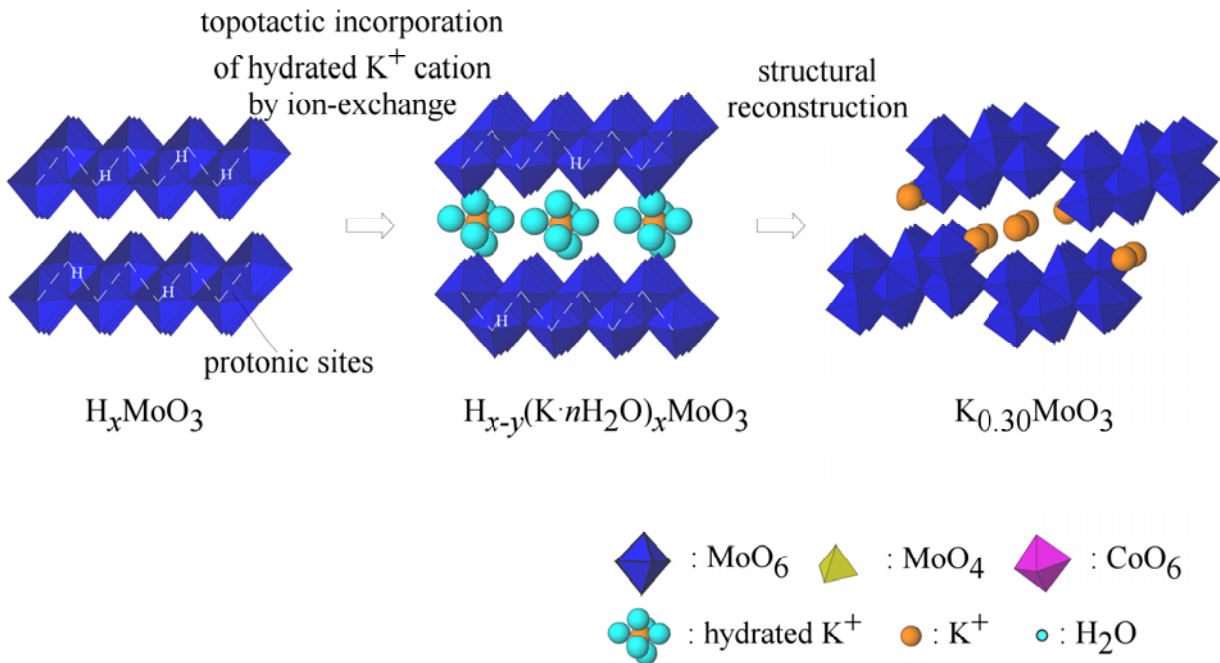 topotactic incorporation
of hydrated K⁺ cation
by ion-exchange
structural
reconstruction
H
H
H
H
H
H
H
H
protonic sites
HₓMoO₃
Hₓ₋ᵧ(K·nH₂O)ₓMoO₃
K₀.₃₀MoO₃
: MoO₆
: MoO₄
: CoO₆
: hydrated K⁺
: K⁺
: H₂O